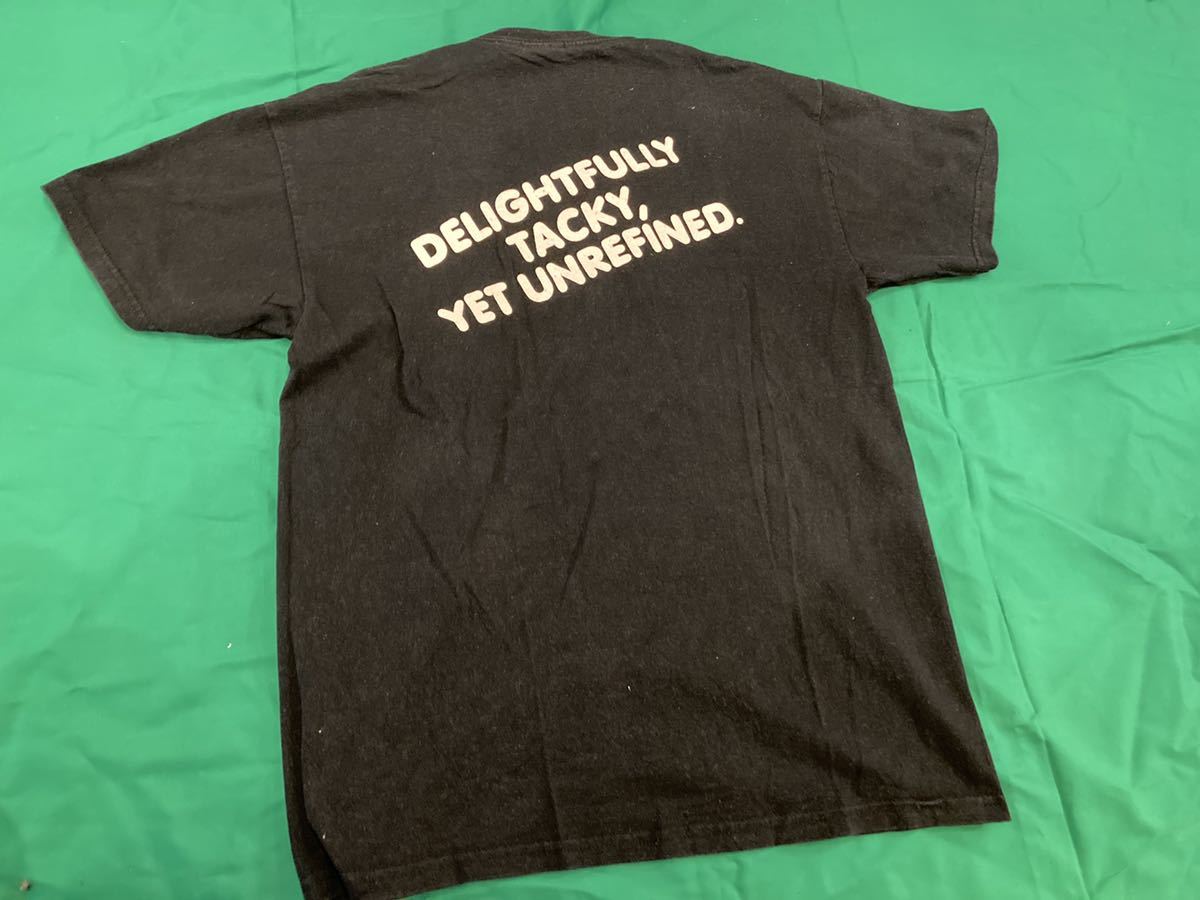 DELIGHTFULLY
TACKY,
YET UNREFINED.